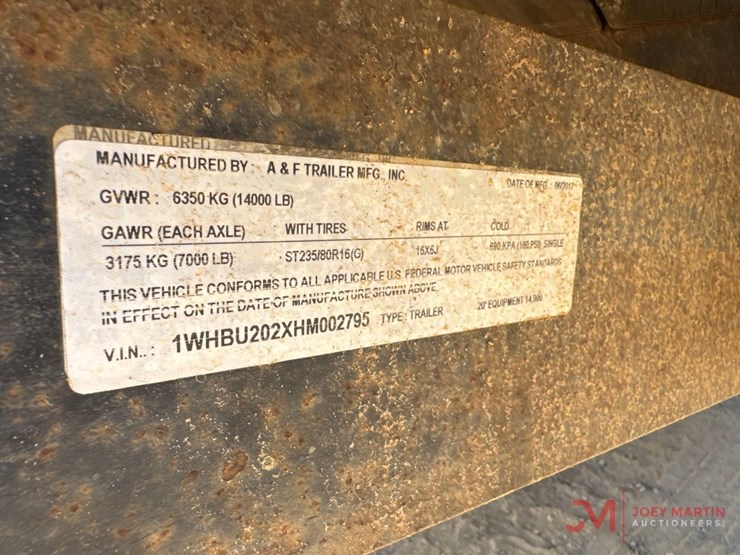 MANUFACTURED
MANUFACTURED BY: A & F TRAILER MFG., INC.
DATE OF MFG.: 06/2017
GVWR: 6350 KG (14000 LB)
GAWR (EACH AXLE) WITH TIRES RIMS AT COLD
3175 KG (7000 LB) ST235/80R16(G) 16X6J 690 KPA (100 PSI) SINGLE
THIS VEHICLE CONFORMS TO ALL APPLICABLE U.S. FEDERAL MOTOR VEHICLE SAFETY STANDARDS
IN EFFECT ON THE DATE OF MANUFACTURE SHOWN ABOVE.
V.I.N..: 1WHBU202XHM002795 TYPE: TRAILER 20' EQUIPMENT 14,000
JOEY MARTIN
AUCTIONEERS